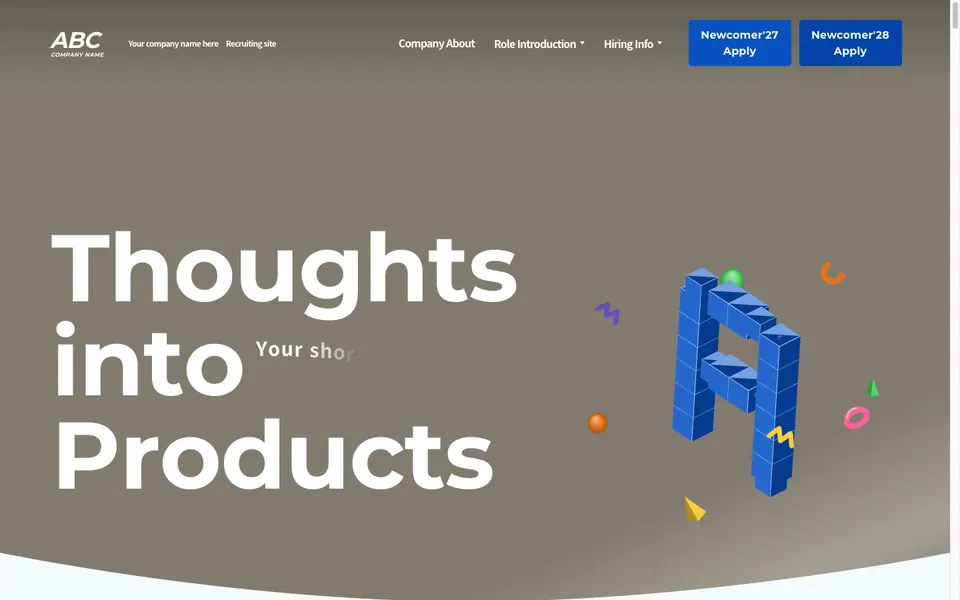 ABC
COMPANY NAME
Your company name here Recruiting site
Company About
Role Introduction
Hiring Info
Newcomer'27
Apply
Newcomer'28
Apply
Thoughts
into
Your shor
Products